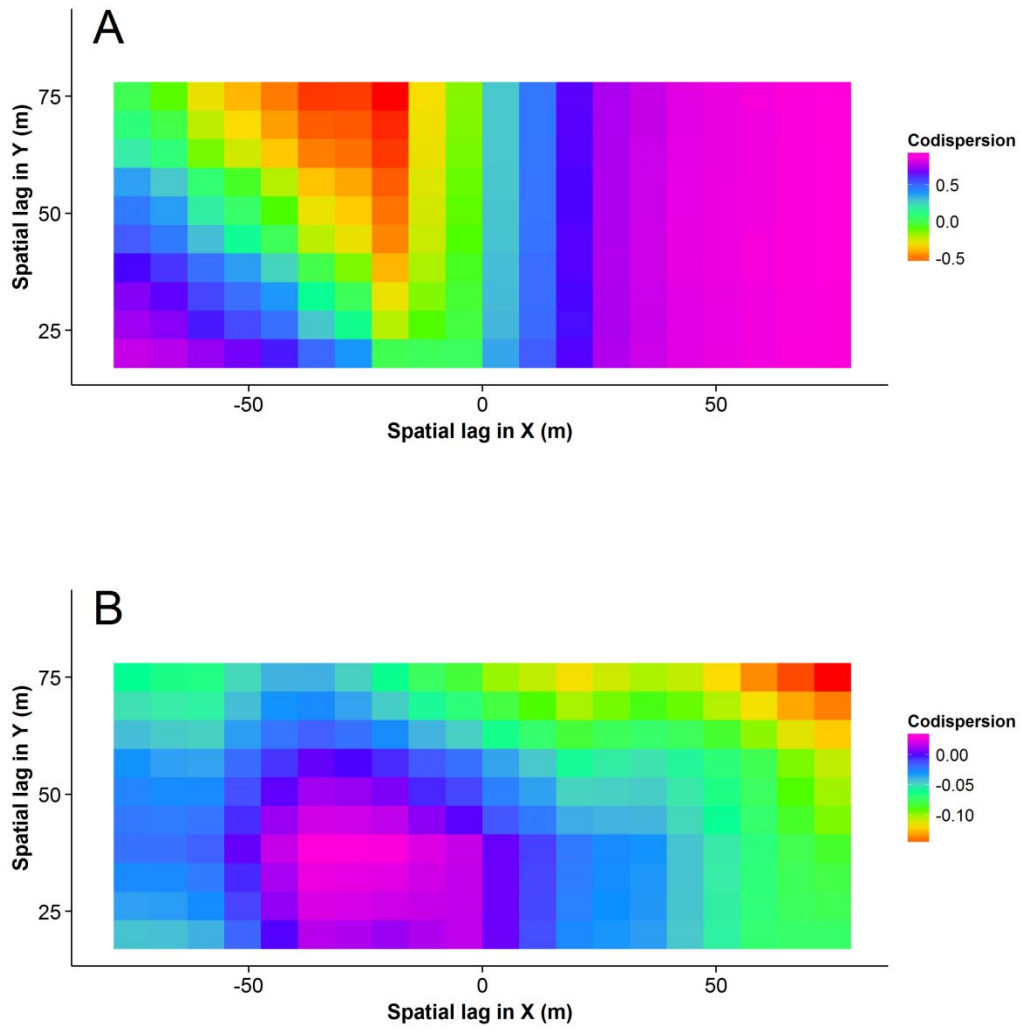 A
75
50
25
Spatial lag in Y (m)
-50 0 50
Spatial lag in X (m)
Codispersion
0.5
0.0
-0.5
B
75
50
25
Spatial lag in Y (m)
-50 0 50
Spatial lag in X (m)
Codispersion
0.00
-0.05
-0.10